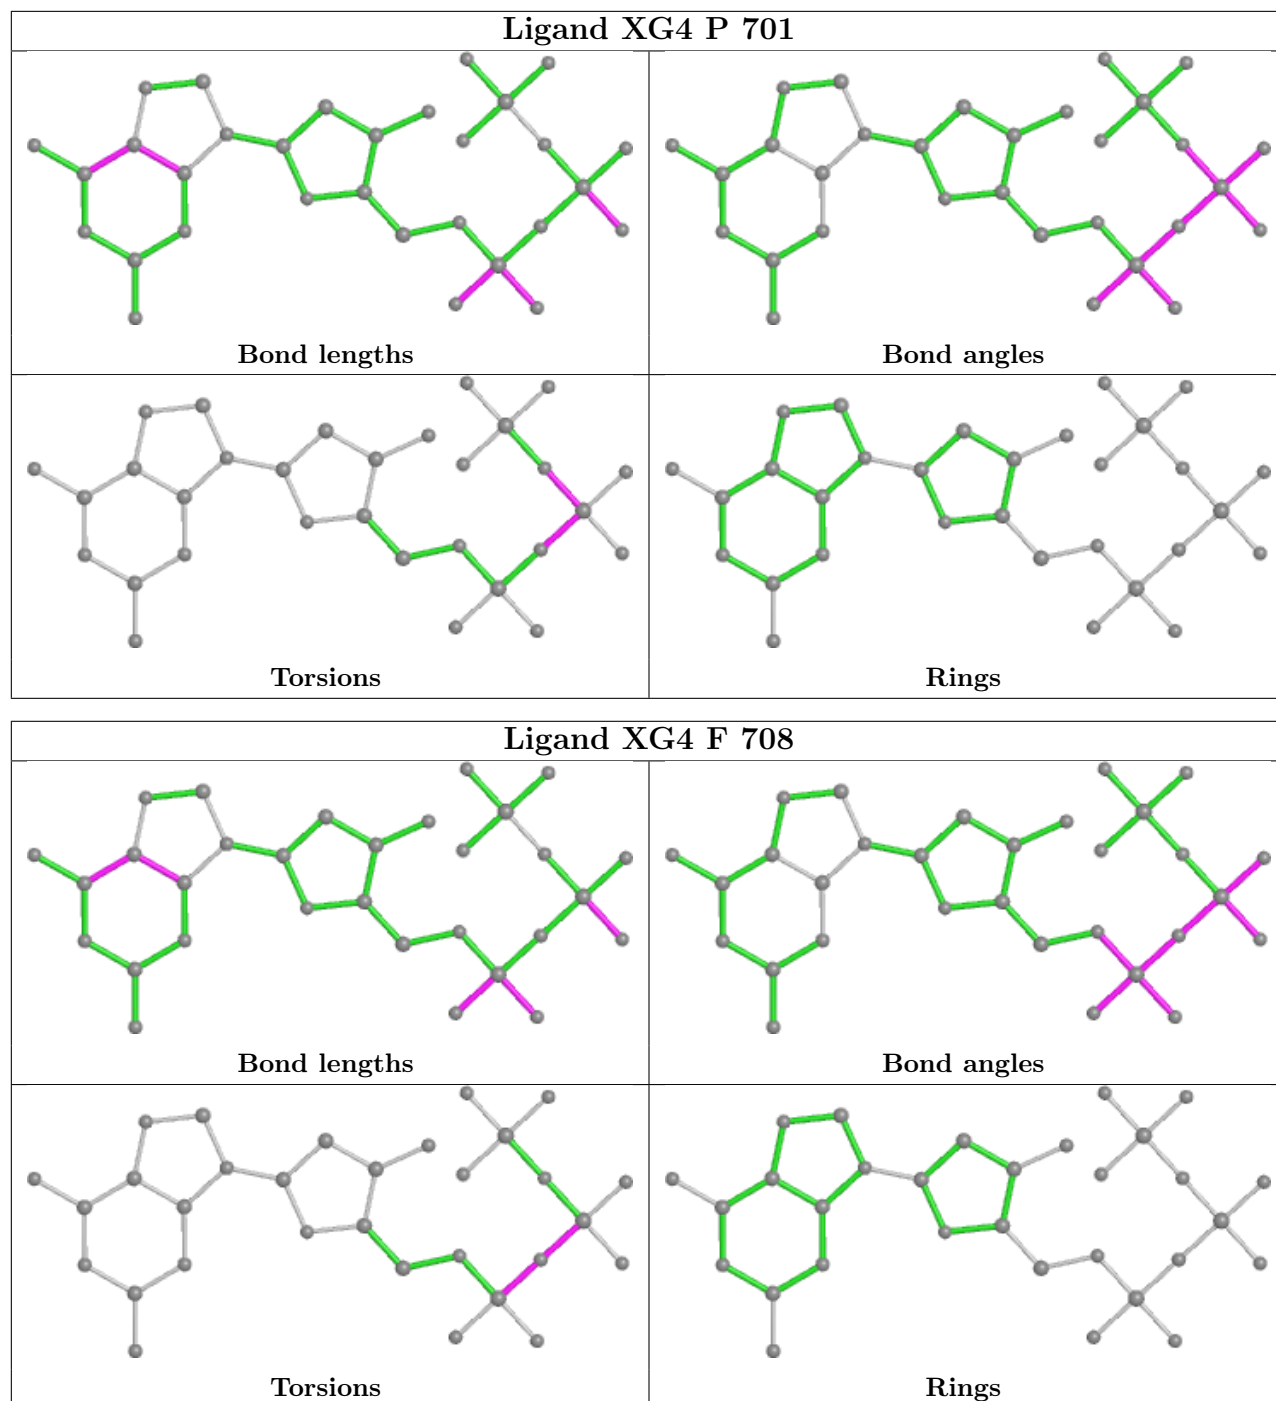 Ligand XG4 P 701
Bond lengths
Bond angles
Torsions
Rings
Ligand XG4 F 708
Bond lengths
Bond angles
Torsions
Rings